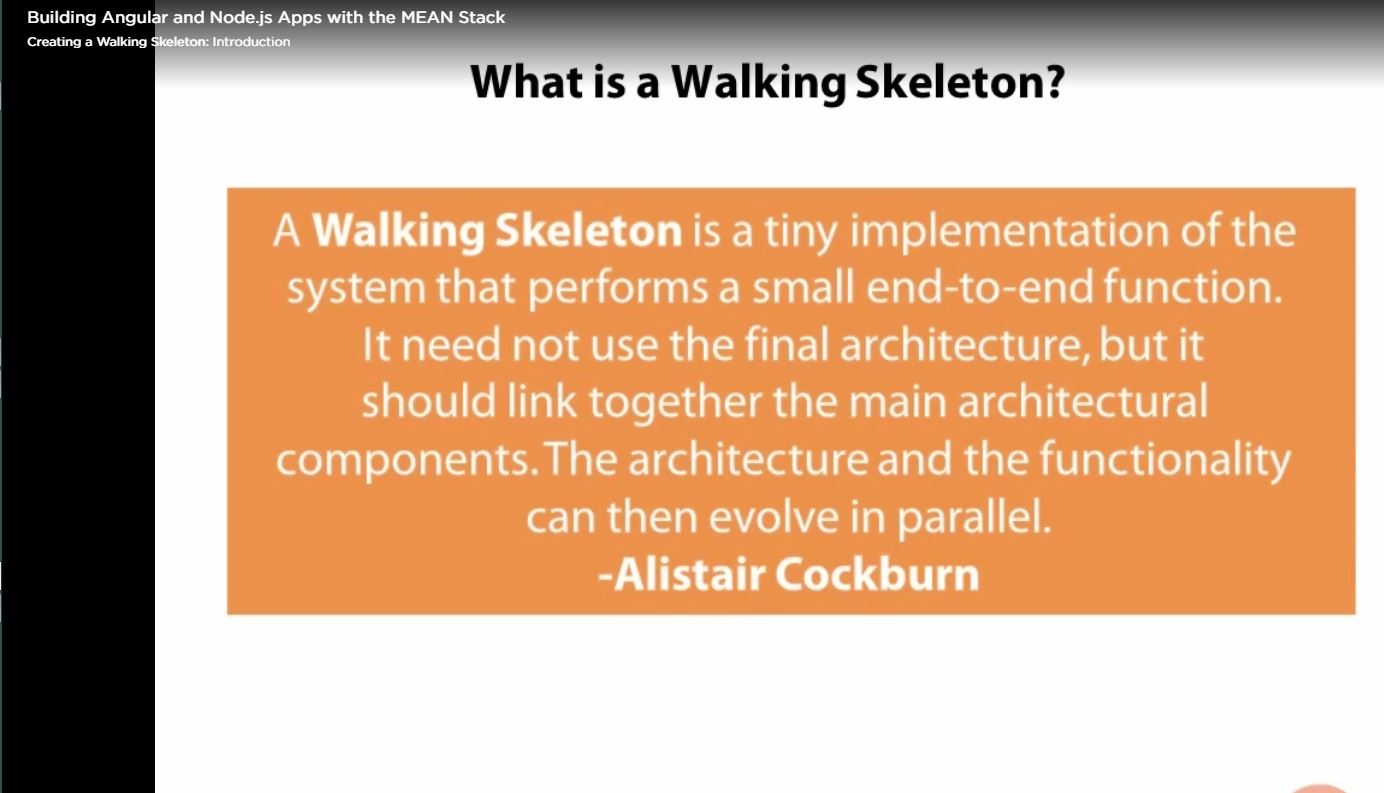 Building Angular and Node.js Apps with the MEAN Stack
Creating a Walking Skeleton: Introduction
What is a Walking Skeleton?
A Walking Skeleton is a tiny implementation of the
system that performs a small end-to-end function.
It need not use the final architecture, but it
should link together the main architectural
components. The architecture and the functionality
can then evolve in parallel.
-Alistair Cockburn